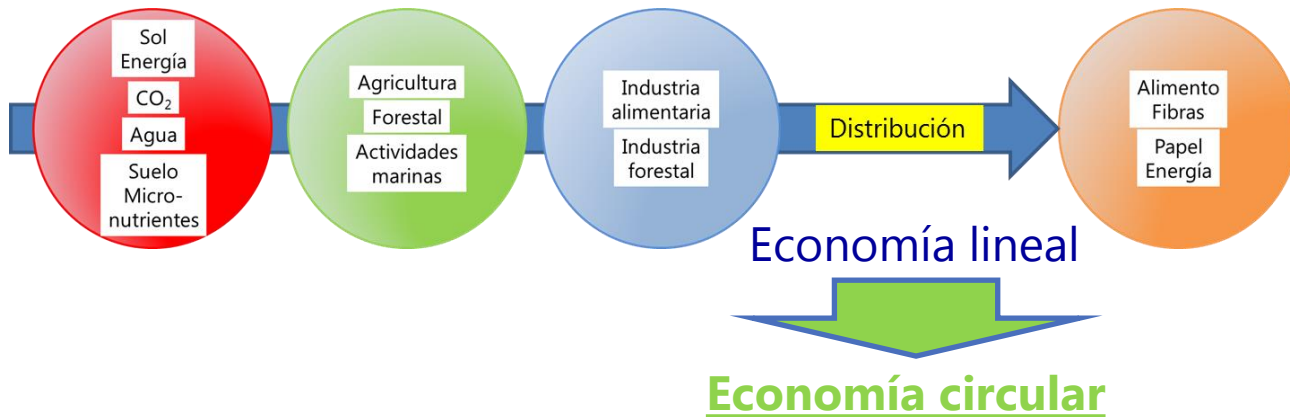 Sol
Energía
CO₂
Agua
Suelo
Micro-
nutrientes
Agricultura
Forestal
Actividades
marinas
Industria
alimentaria
Industria
forestal
Distribución
Alimento
Fibras
Papel
Energía
Economía lineal
Economía circular